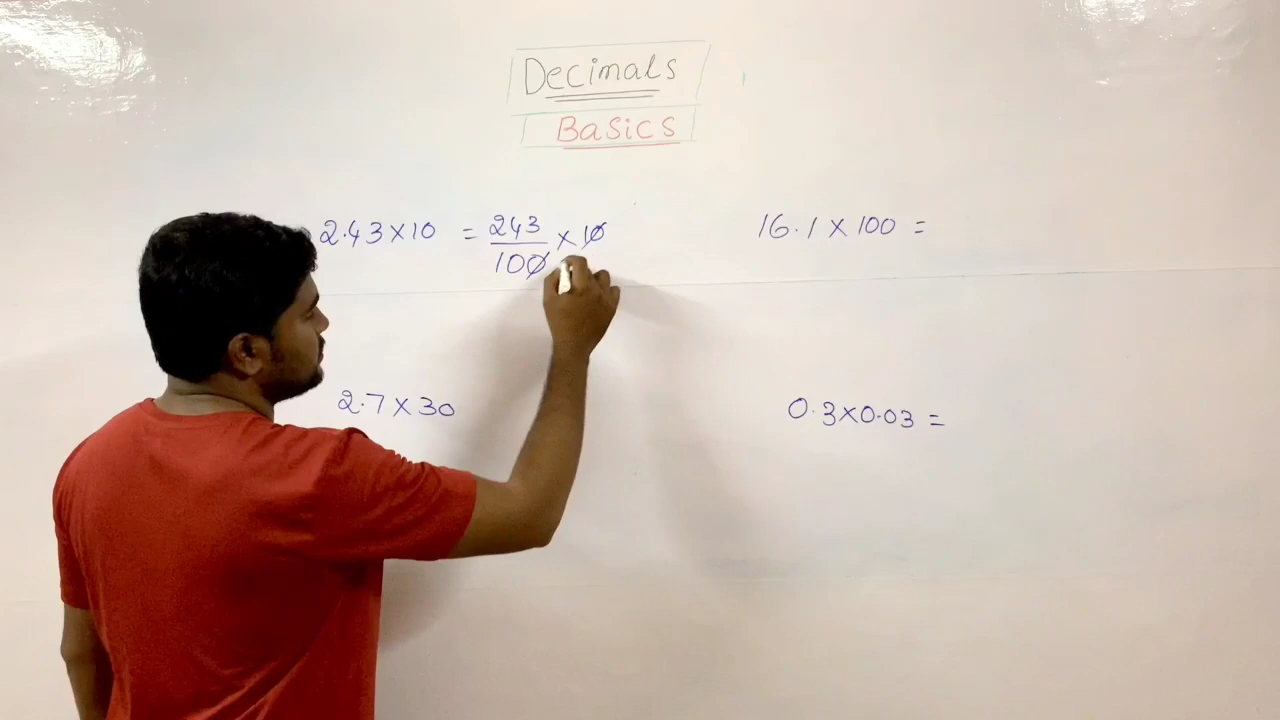 Decimals
Basics
2.43×10 = 243/100 × 10
16.1×100 =
2.7×30
0.3×0.03 =